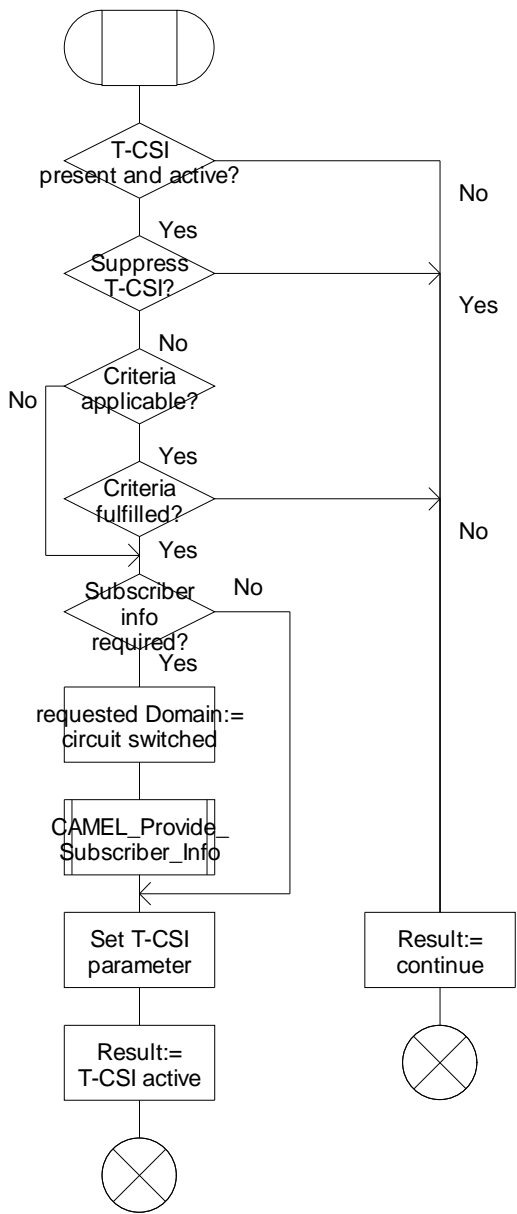 T-CSI
present and active?
No
Yes
Suppress
T-CSI?
Yes
No
Criteria
applicable?
No
Yes
Criteria
fulfilled?
No
Yes
Subscriber
info
required?
No
Yes
requested Domain:=
circuit switched
CAMEL_Provide_
Subscriber_Info
Set T-CSI
parameter
Result:=
continue
Result:=
T-CSI active